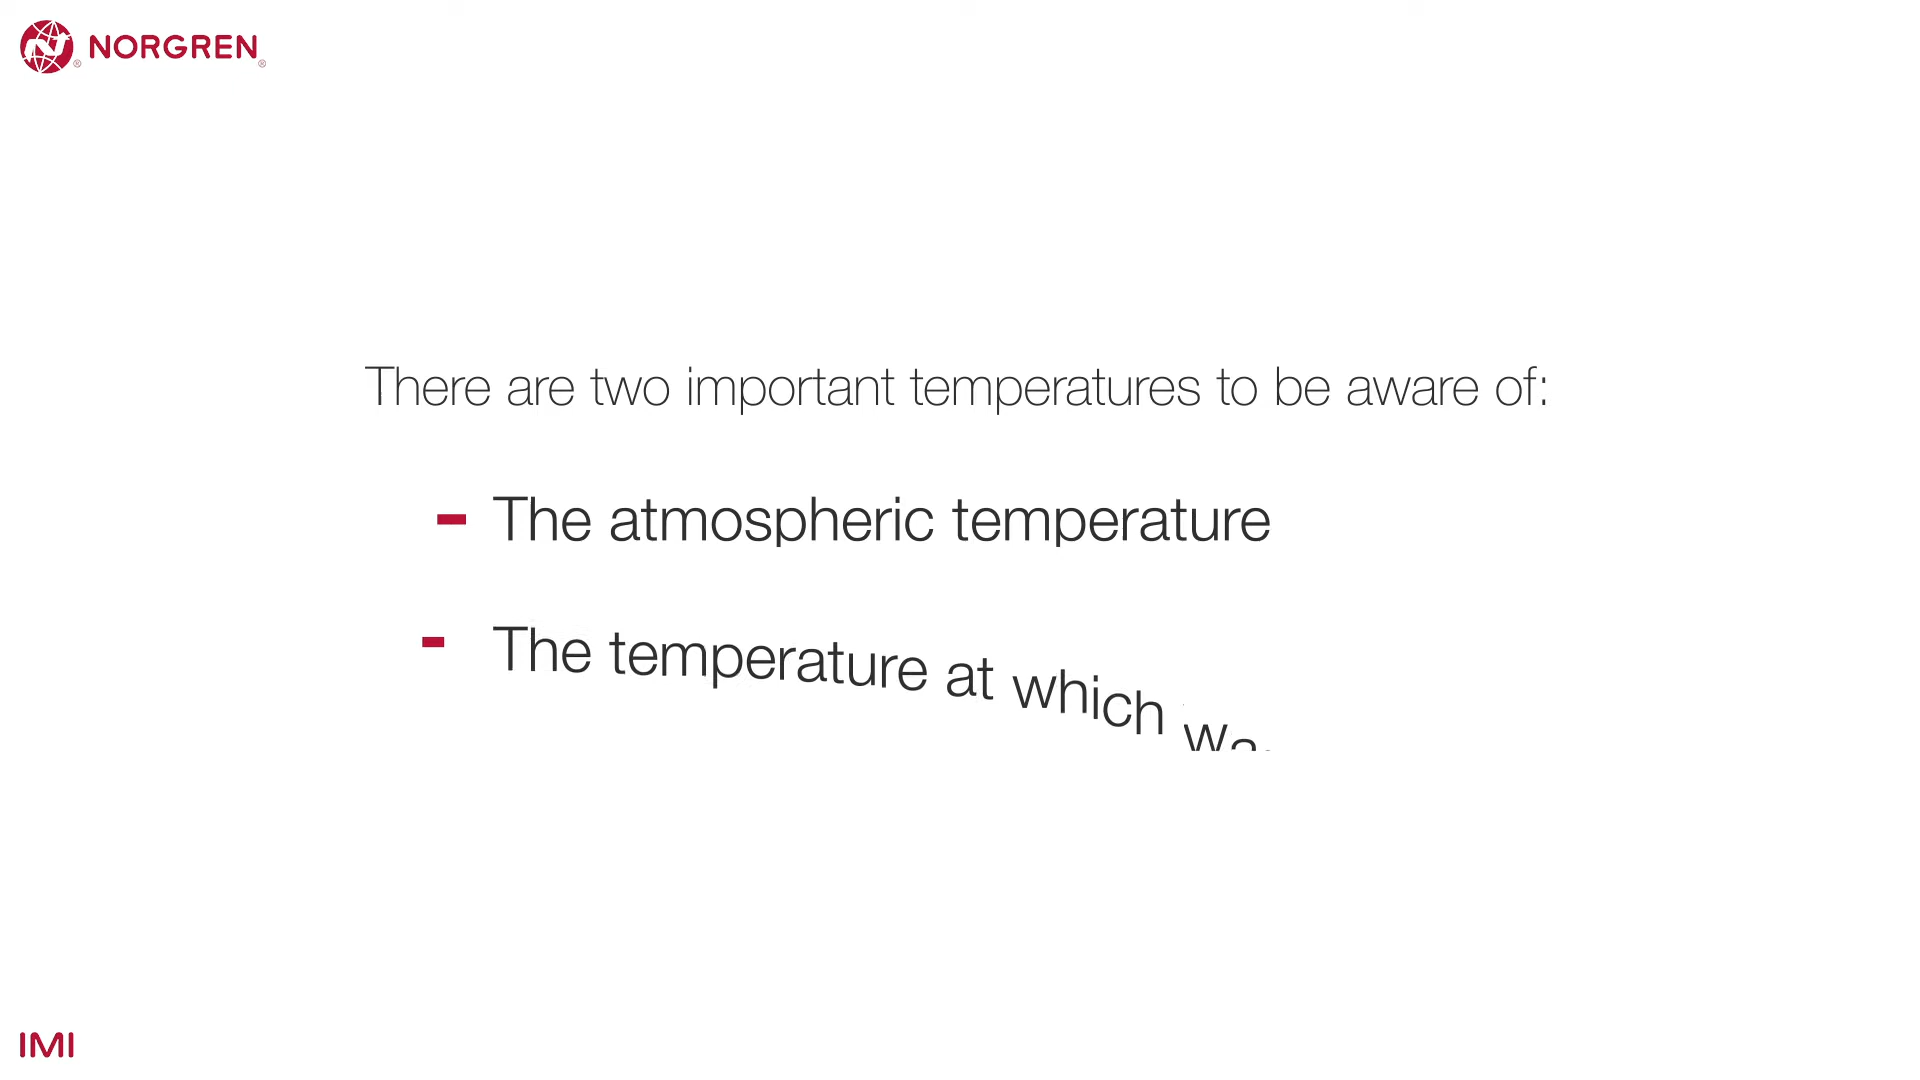 NORGREN
There are two important temperatures to be aware of:
- The atmospheric temperature
- The temperature at which
IMI